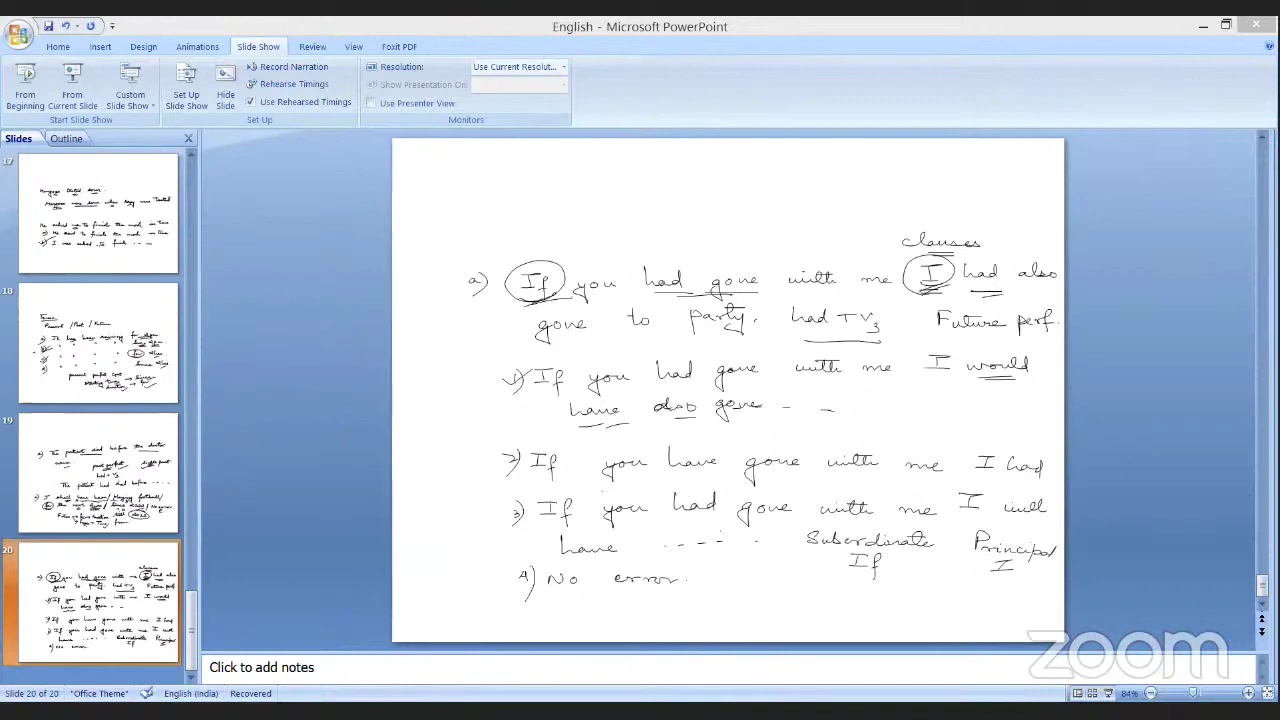 English - Microsoft PowerPoint
Home Insert Design Animations Slide Show Review View Foxit PDF
From Beginning
From Current Slide
Custom Slide Show
Start Slide Show
Set Up Slide Show
Hide Slide
Record Narration
Rehearse Timings
Use Rehearsed Timings
Set Up
Resolution: Use Current Resolut...
Show Presentation On:
Use Presenter View
Monitors
Slides Outline
17
18
19
20
clauses
a) If you had gone with me I had also
gone to party. had + V3 Future perf.
1) If you had gone with me I would
have also gone - -
2) If you have gone with me I had
3) If you had gone with me I will
have ----- Subordinate Principal
If I
4) No error.
zoom
Click to add notes
Slide 20 of 20 "Office Theme" English (India) Recovered 84%